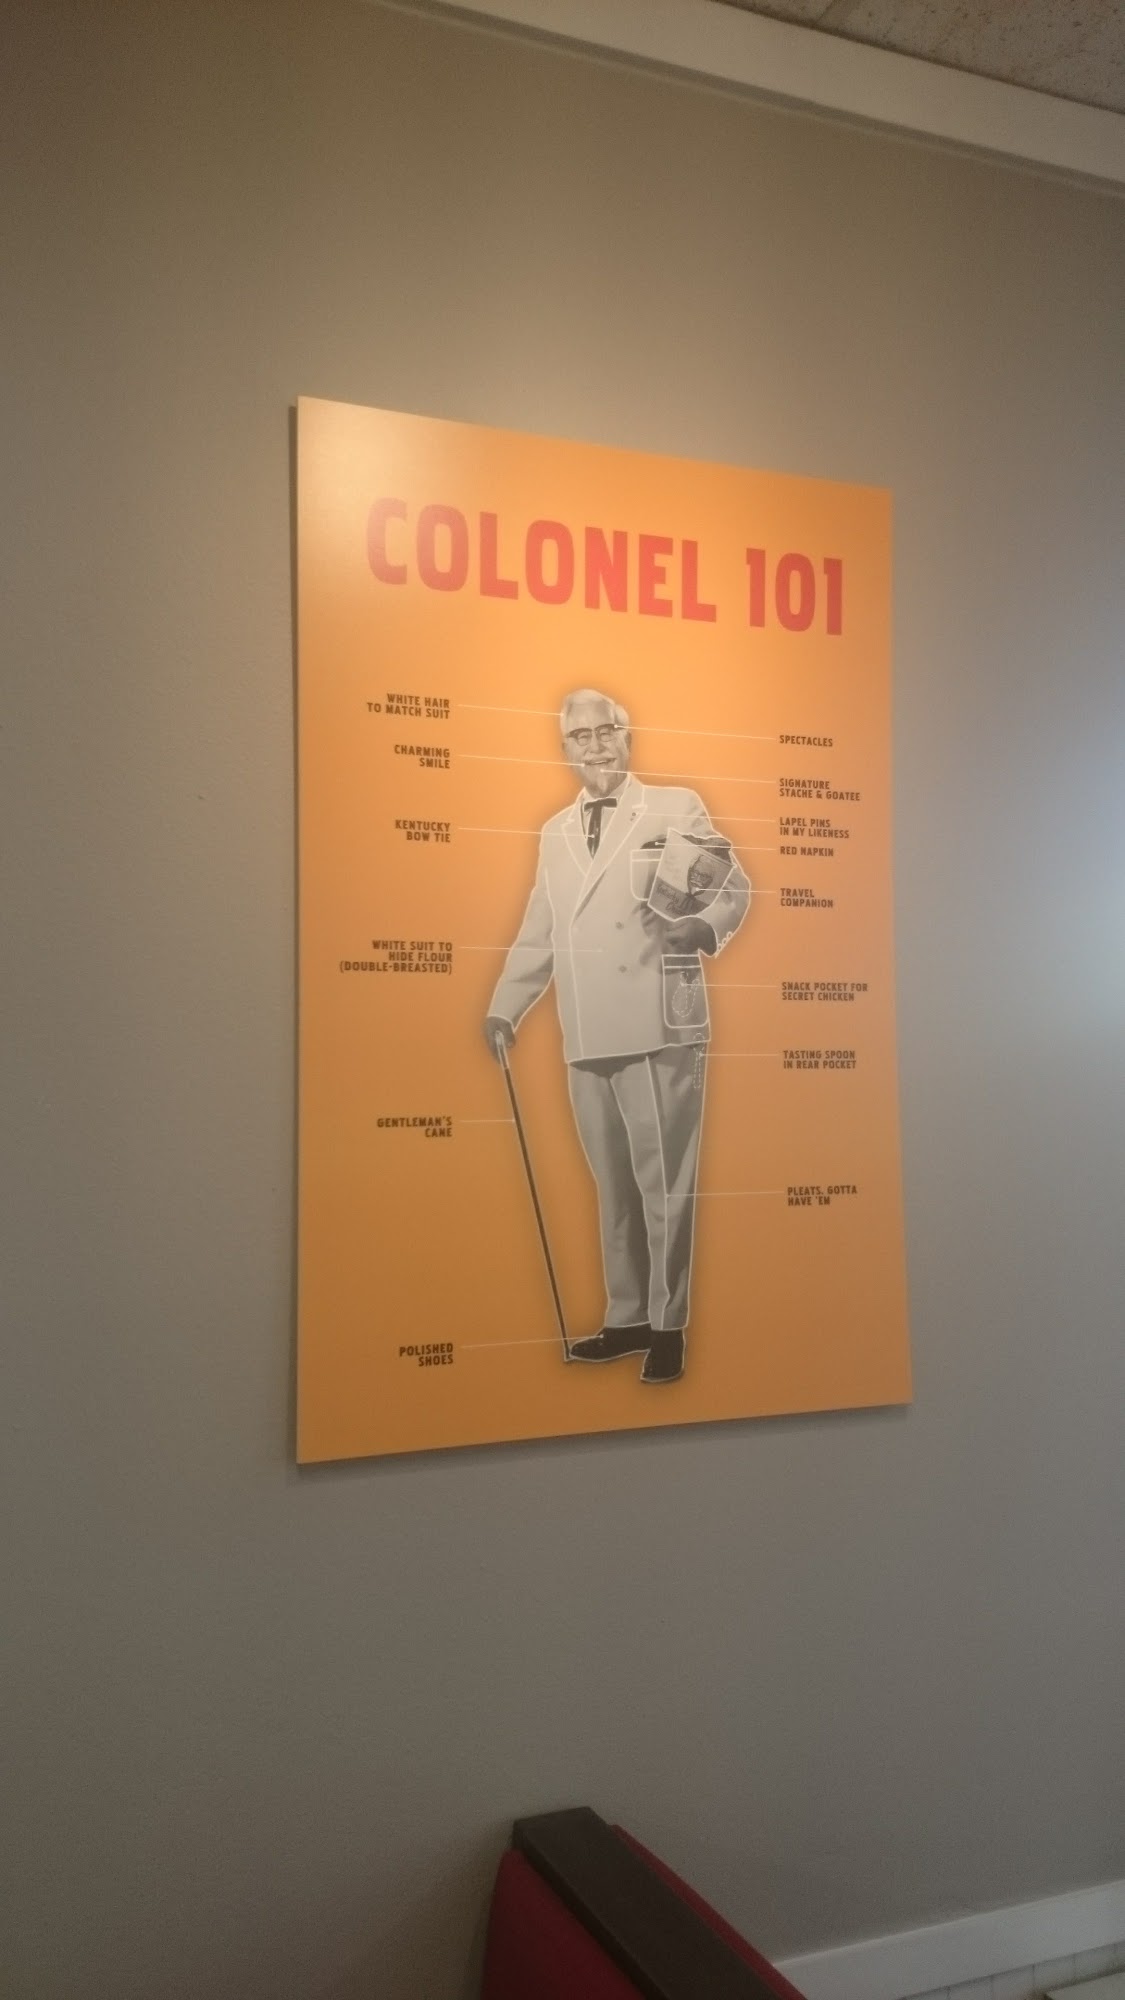 COLONEL 101
WHITE HAIR
TO MATCH SUIT
CHARMING
SMILE
KENTUCKY
BOW TIE
WHITE SUIT TO
HIDE FLOUR
(DOUBLE-BREASTED)
GENTLEMAN'S
CANE
POLISHED
SHOES
SPECTACLES
SIGNATURE
STACHE & GOATEE
LAPEL PINS
IN MY LIKENESS
RED NAPKIN
TRAVEL
COMPANION
SNACK POCKET FOR
SECRET CHICKEN
TASTING SPOON
IN REAR POCKET
PLEATS. GOTTA
HAVE 'EM